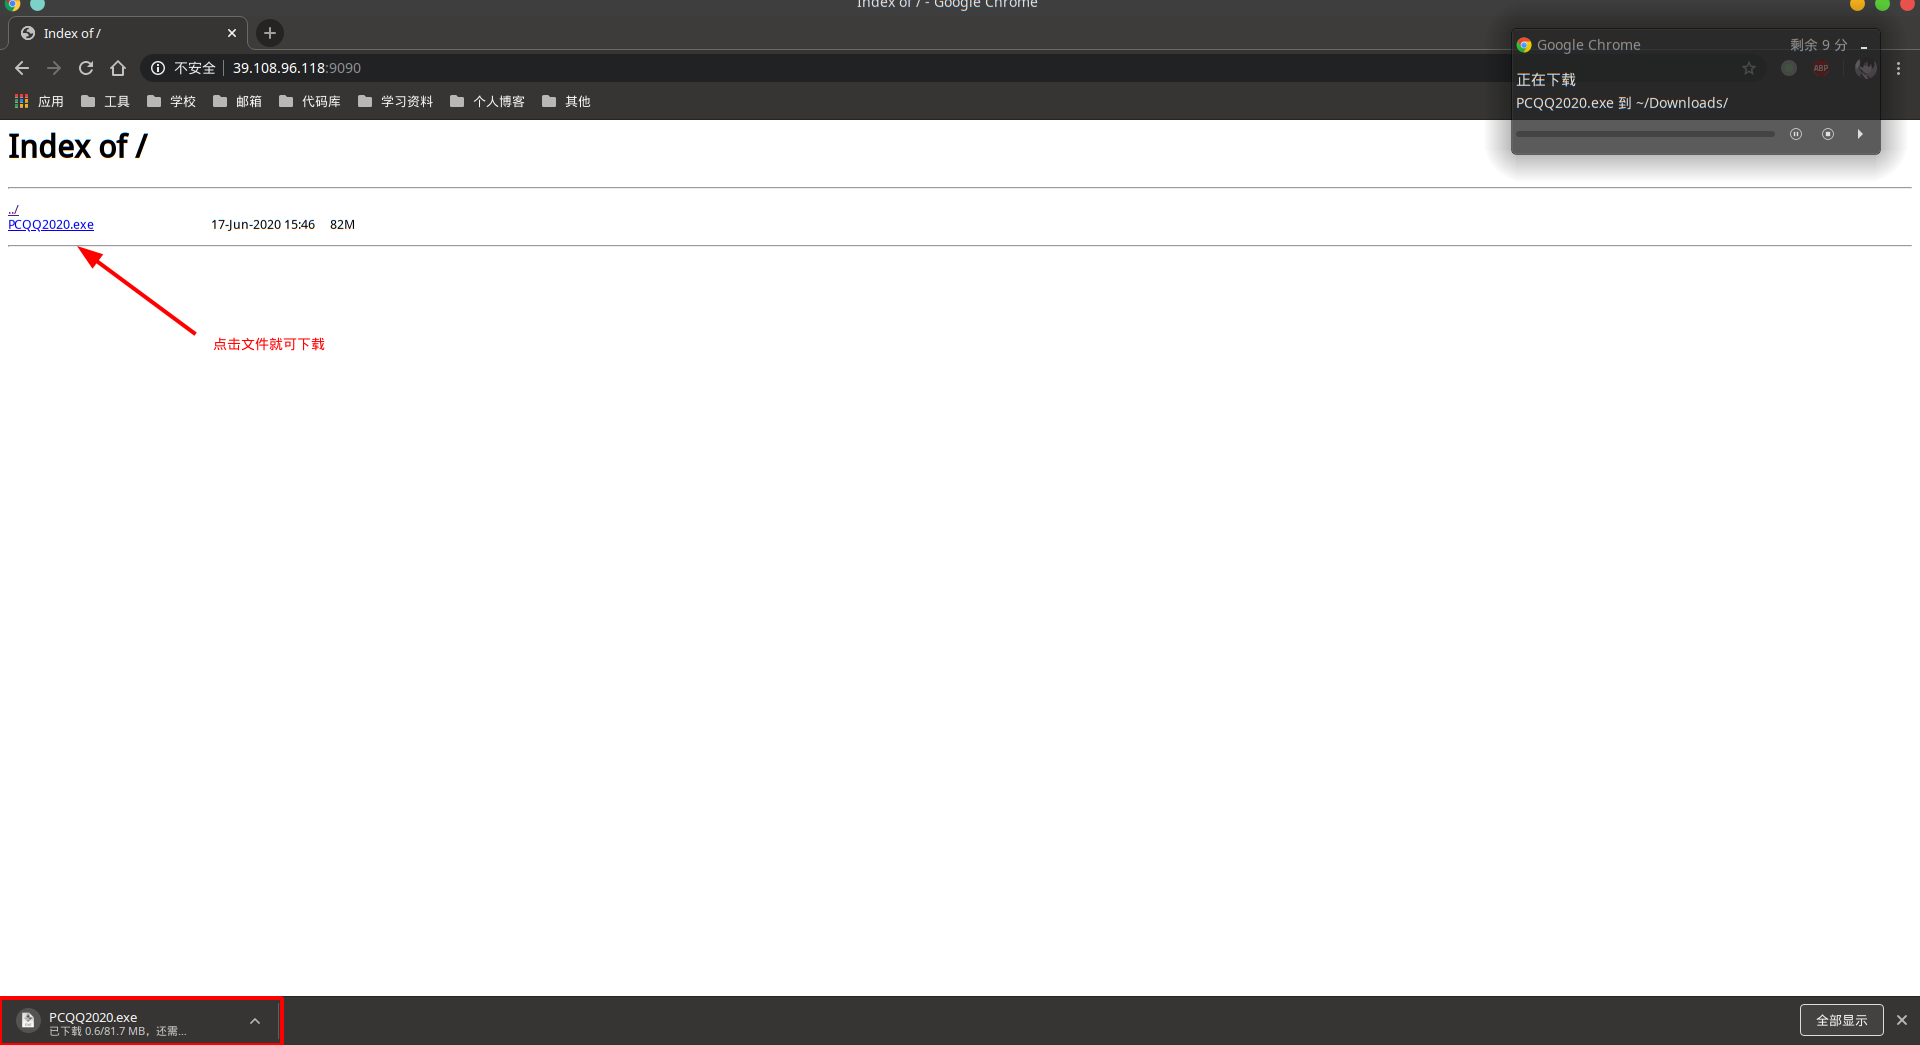 Index of / - Google Chrome
Index of /
不安全 39.108.96.118:9090
ABP
应用 工具 学校 邮箱 代码库 学习资料 个人博客 其他
Google Chrome 剩余 9 分
正在下载
PCQQ2020.exe 到 ~/Downloads/
Index of /
../
PCQQ2020.exe 17-Jun-2020 15:46 82M
点击文件就可下载
PCQQ2020.exe
已下载 0.6/81.7 MB，还需...
全部显示